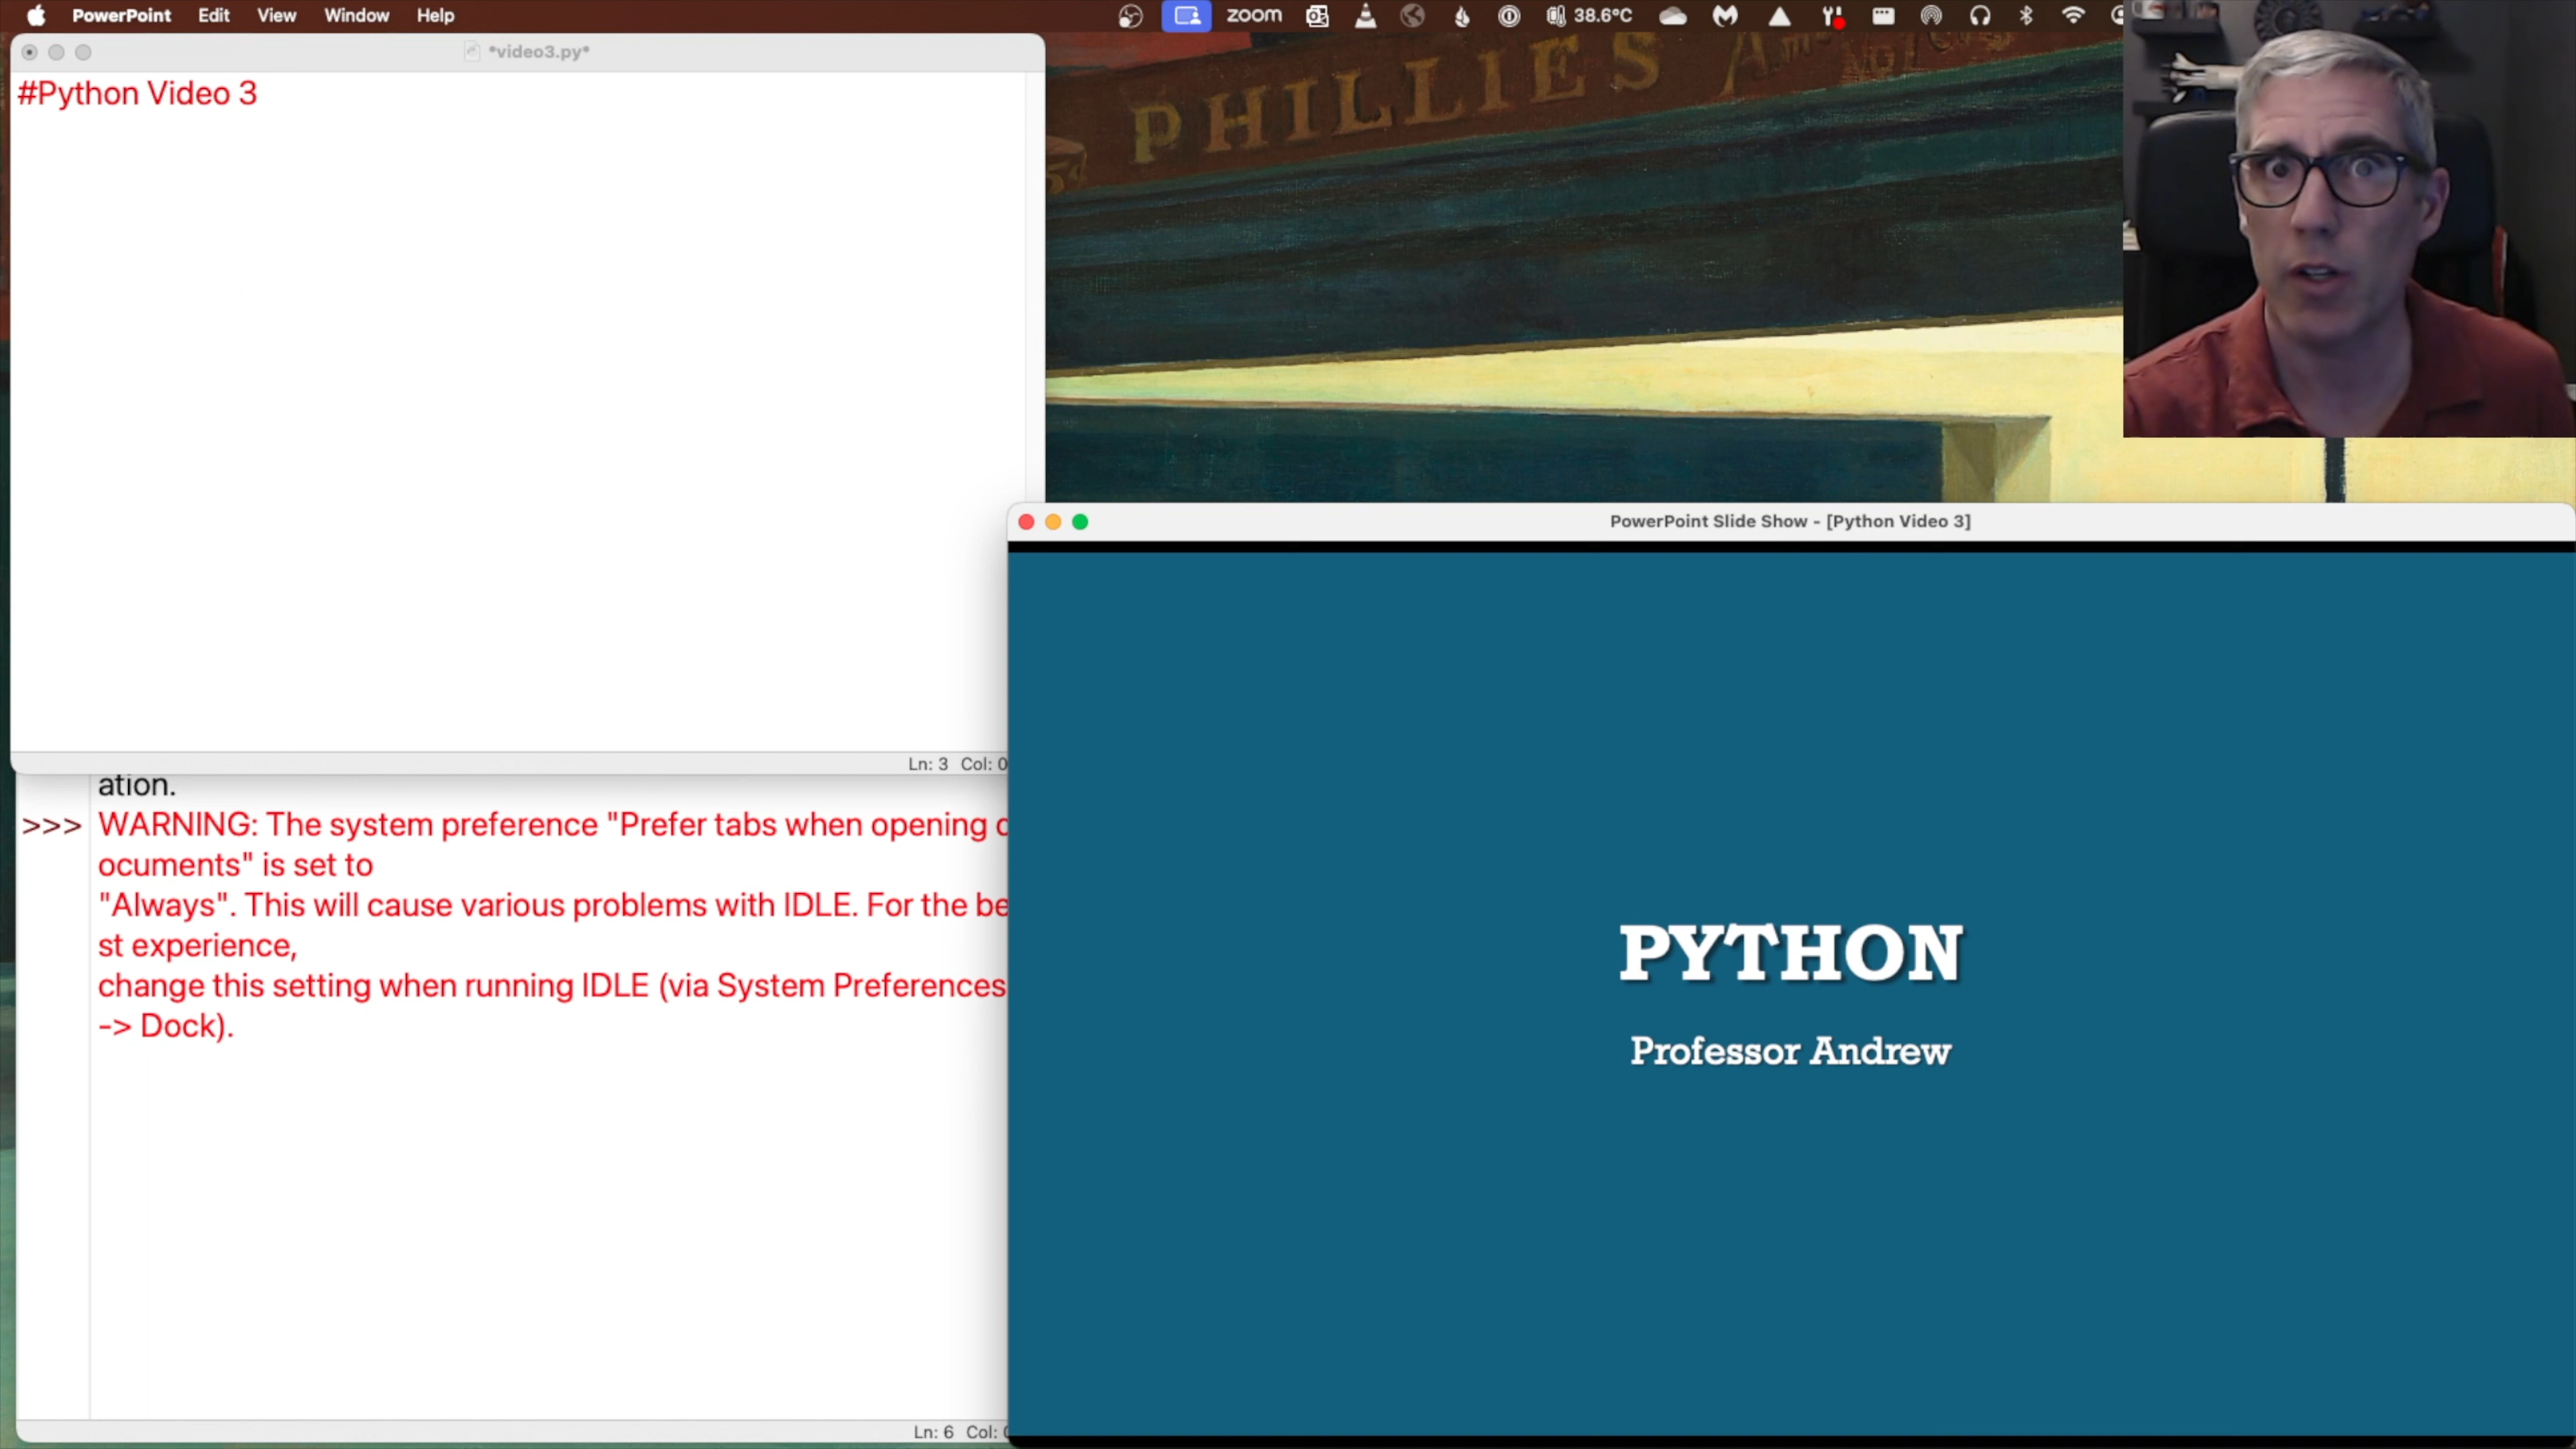 PowerPoint Edit View Window Help zoom 38.6°C
*video3.py*
#Python Video 3
Ln: 3 Col: 0
PHILLIES
ation.
>>> WARNING: The system preference "Prefer tabs when opening d
ocuments" is set to
"Always". This will cause various problems with IDLE. For the be
st experience,
change this setting when running IDLE (via System Preferences
-> Dock).
Ln: 6 Col:
PowerPoint Slide Show - [Python Video 3]
PYTHON
Professor Andrew